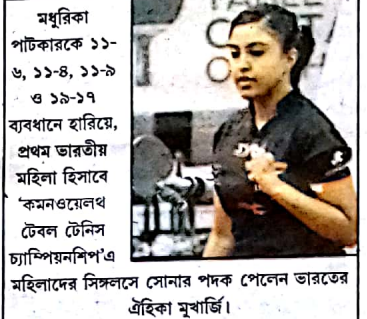 মধুরিকা
পাটকারকে ১১-
৬, ১১-৪, ১১-৯
ও ১৯-১৭
ব্যবধানে হারিয়ে,
প্রথম ভারতীয়
মহিলা হিসাবে
‘কমনওয়েলথ
টেবল টেনিস
চ্যাম্পিয়নশিপ’এ
মহিলাদের সিঙ্গলসে সোনার পদক পেলেন ভারতের
ঐহিকা মুখার্জি।